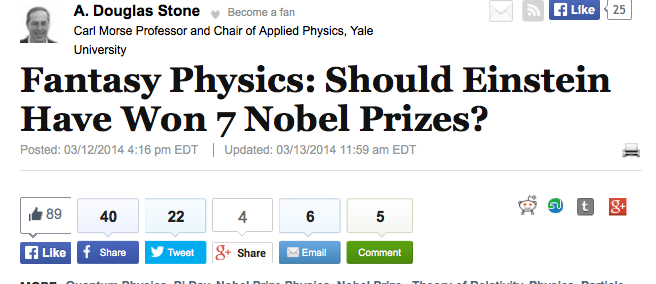 A. Douglas Stone Become a fan
Carl Morse Professor and Chair of Applied Physics, Yale
University
Like 25
Fantasy Physics: Should Einstein
Have Won 7 Nobel Prizes?
Posted: 03/12/2014 4:16 pm EDT | Updated: 03/13/2014 11:59 am EDT
89 40 22 4 6 5
Like Share Tweet Share Email Comment
MORE: Quantum Physics, Pi Day, Nobel Prize Physics, Nobel Prize, Theory of Relativity, Physics, Particle